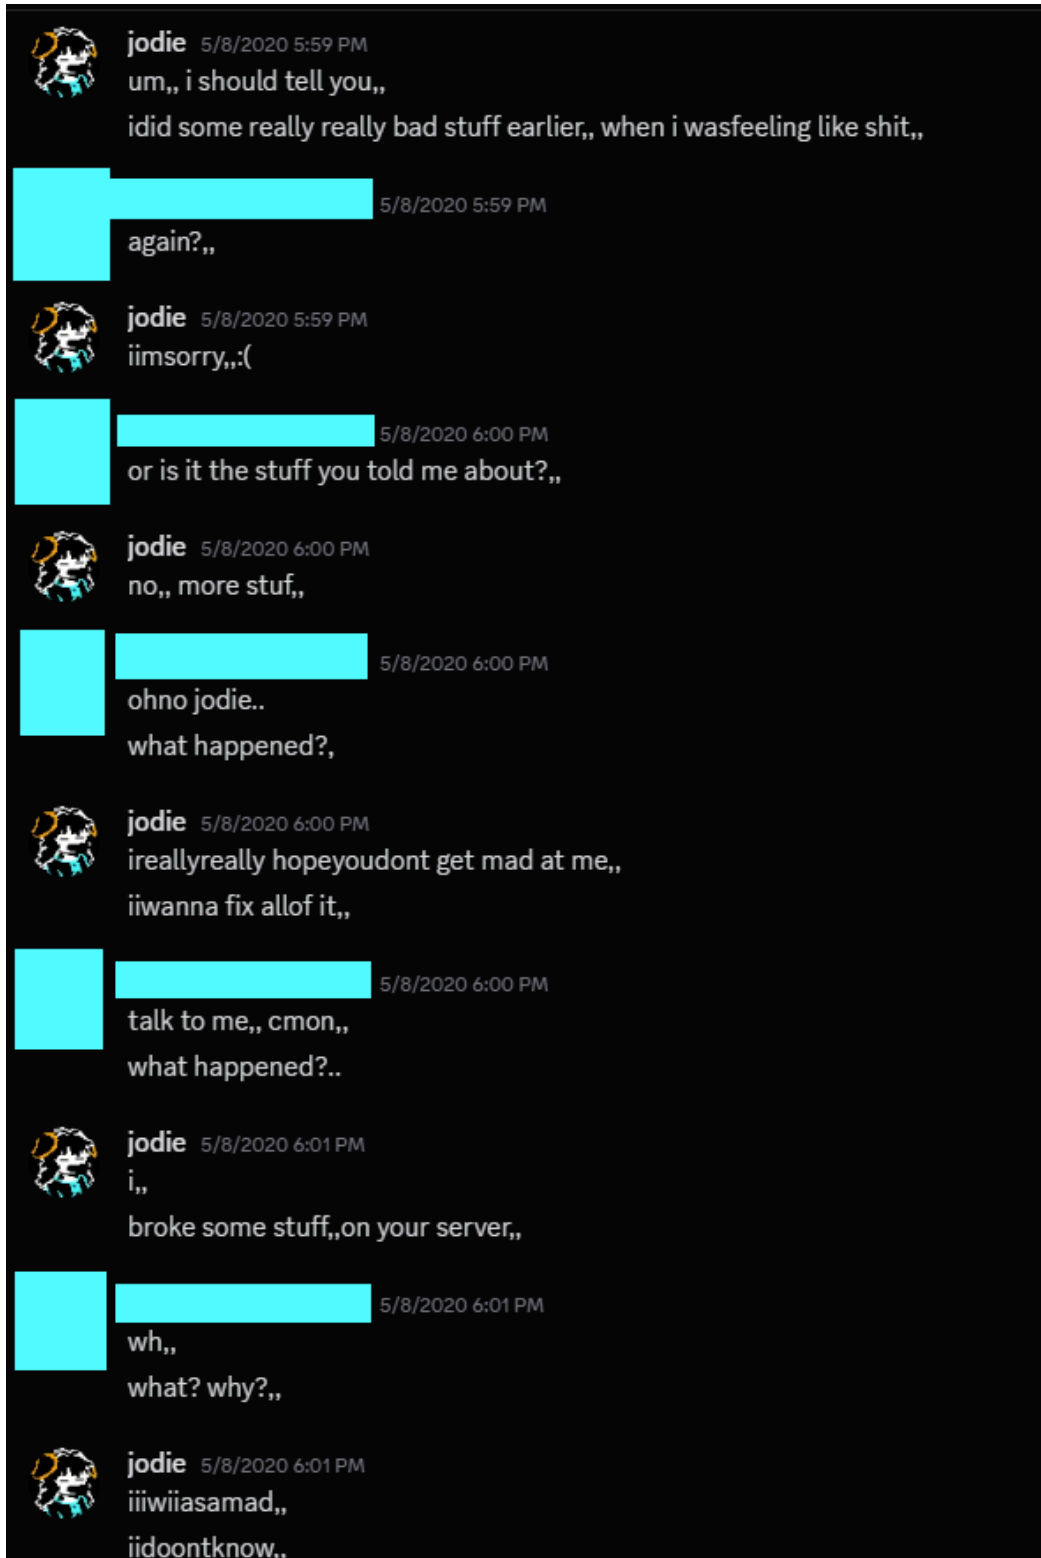 jodie 5/8/2020 5:59 PM
um,, i should tell you,,
idid some really really bad stuff earlier,, when i wasfeeling like shit,,
5/8/2020 5:59 PM
again?,,
jodie 5/8/2020 5:59 PM
iimsorry,,:(
5/8/2020 6:00 PM
or is it the stuff you told me about?,,
jodie 5/8/2020 6:00 PM
no,, more stuf,,
5/8/2020 6:00 PM
ohno jodie..
what happened?,
jodie 5/8/2020 6:00 PM
ireallyreally hopeyoudont get mad at me,,
iiwanna fix allof it,,
5/8/2020 6:00 PM
talk to me,, cmon,,
what happened?..
jodie 5/8/2020 6:01 PM
i,,
broke some stuff,,on your server,,
5/8/2020 6:01 PM
wh,,
what? why?,,
jodie 5/8/2020 6:01 PM
iiiwiiasamad,,
iidoontknow,,